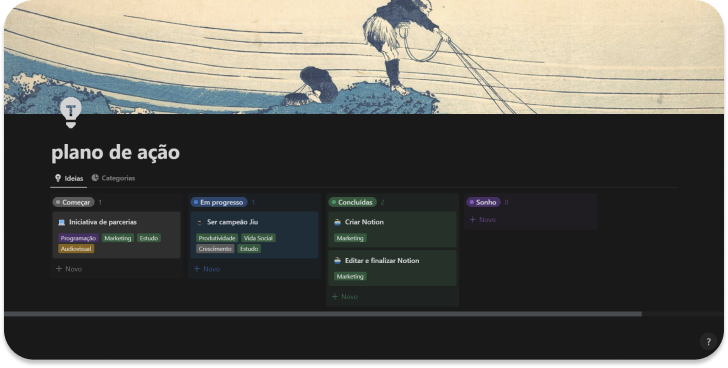 plano de ação
Ideias Categorias
Começar 1
Iniciativa de parcerias
Programação Marketing Estudo
Audiovisual
+ Novo
Em progresso 1
Ser campeão Jiu
Produtividade Vida Social
Crescimento Estudo
+ Novo
Concluídas 2
Criar Notion
Marketing
Editar e finalizar Notion
Marketing
+ Novo
Sonho 0
+ Novo
?